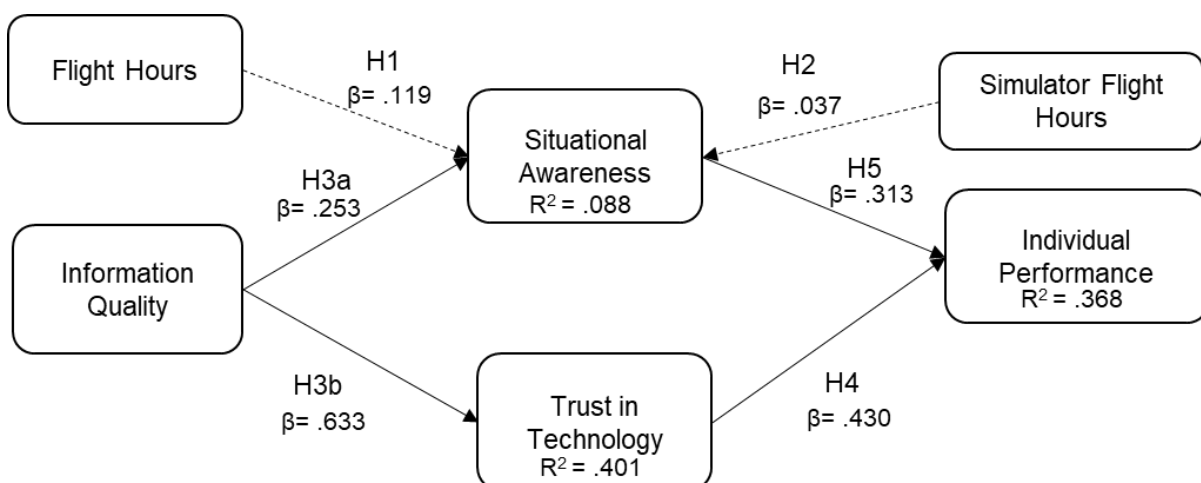 Flight Hours
H1
β= .119
H2
β= .037
Simulator Flight
Hours
Situational
Awareness
R² = .088
H3a
β= .253
H5
β= .313
Information
Quality
Individual
Performance
R² = .368
H3b
β= .633
Trust in
Technology
R² = .401
H4
β= .430